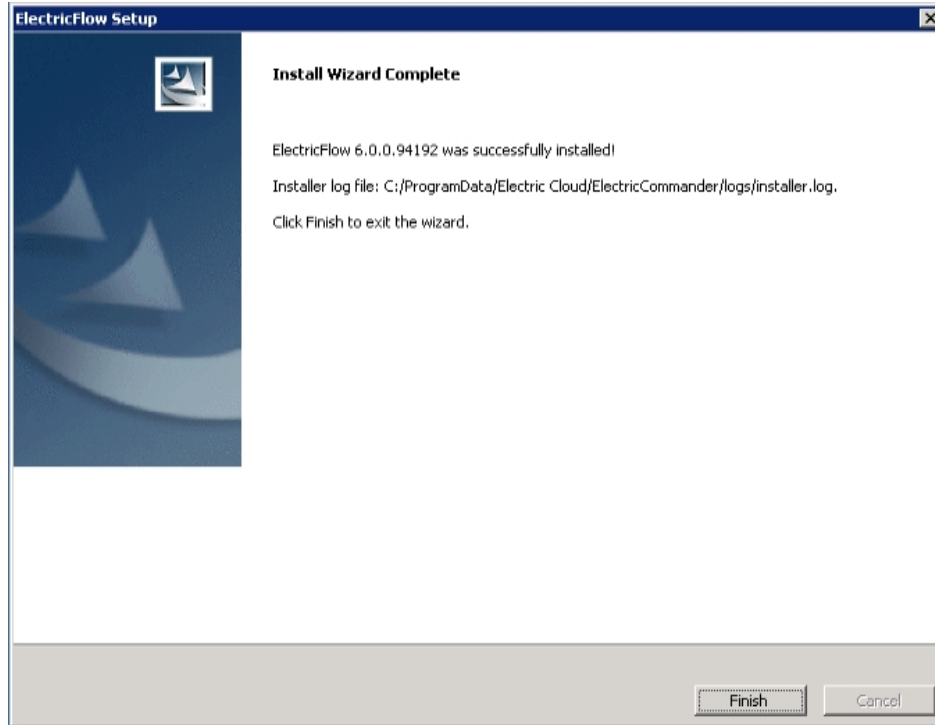 ElectricFlow Setup
Install Wizard Complete
ElectricFlow 6.0.0.94192 was successfully installed!
Installer log file: C:/ProgramData/Electric Cloud/ElectricCommander/logs/installer.log.
Click Finish to exit the wizard.
Finish
Cancel